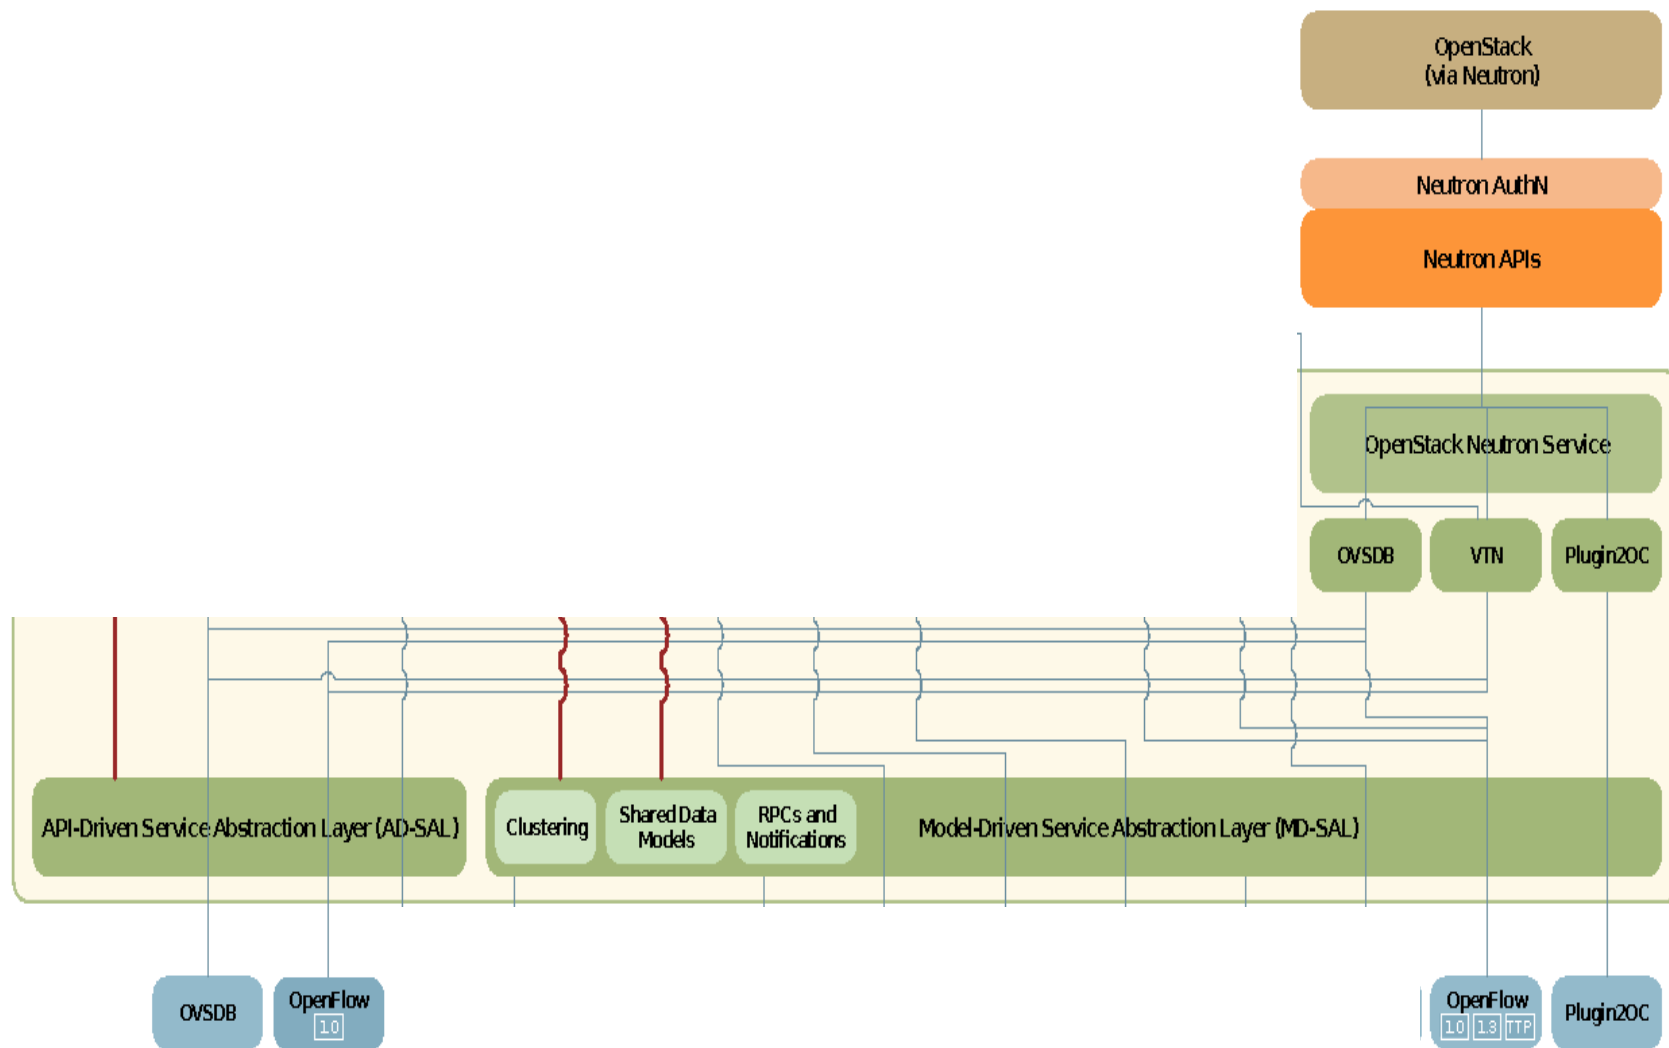 OpenStack
(via Neutron)
Neutron AuthN
Neutron APIs
OpenStack Neutron Service
OVSDB
VTN
Plugin2OC
API-Driven Service Abstraction Layer (AD-SAL)
Clustering
Shared Data
Models
RPCs and
Notifications
Model-Driven Service Abstraction Layer (MD-SAL)
OVSDB
OpenFlow
1.0
OpenFlow
1.0 1.3 TTP
Plugin2OC